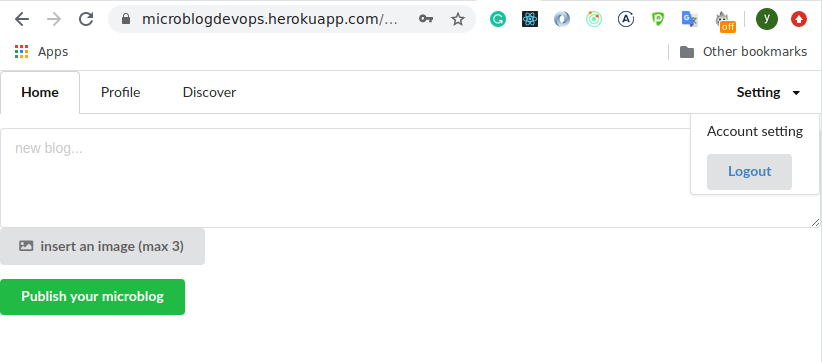 microblogdevops.herokuapp.com/...
off
y
Apps
Other bookmarks
Home Profile Discover Setting
Account setting
Logout
new blog...
insert an image (max 3)
Publish your microblog